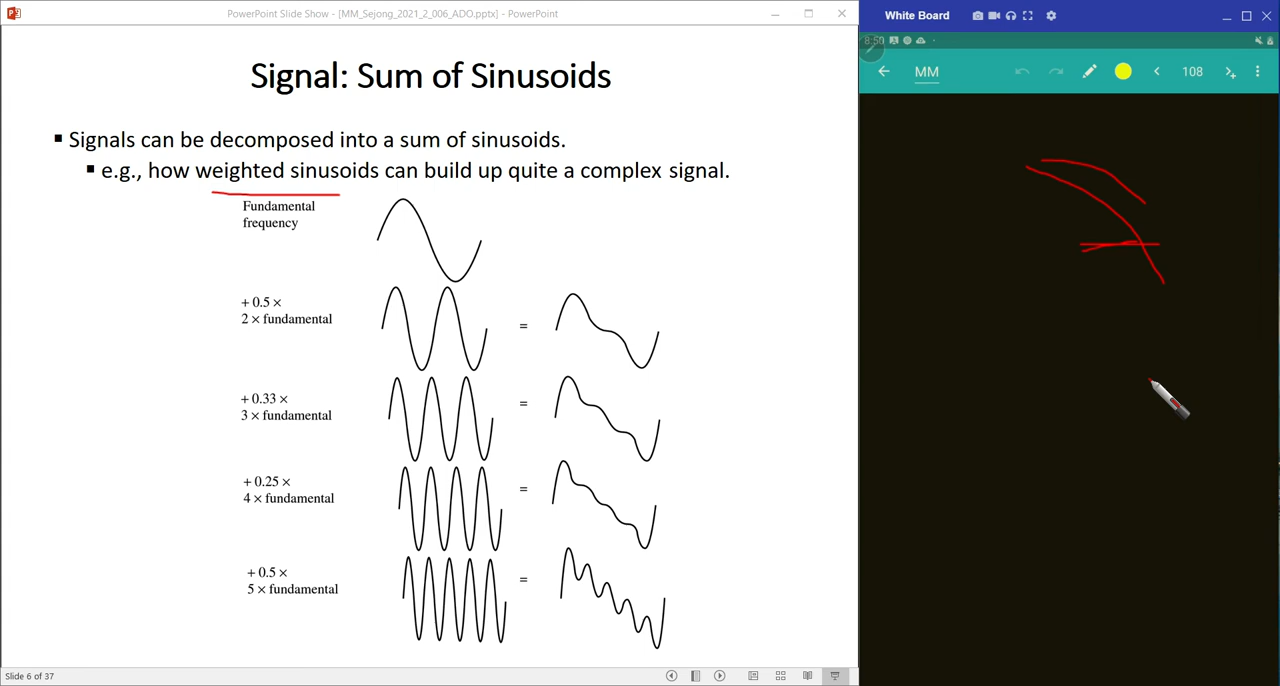 PowerPoint Slide Show - [MM_Sejong_2021_2_006_ADO.pptx] - PowerPoint
Signal: Sum of Sinusoids
▪ Signals can be decomposed into a sum of sinusoids.
▪ e.g., how weighted sinusoids can build up quite a complex signal.
Fundamental
frequency
+ 0.5 ×
2 × fundamental
=
+ 0.33 ×
3 × fundamental
=
+ 0.25 ×
4 × fundamental
=
+ 0.5 ×
5 × fundamental
=
Slide 6 of 37
White Board
8:50
MM
108